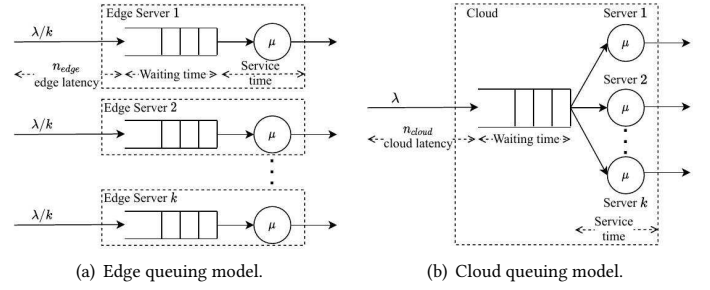 Edge Server 1
λ/k
μ
n_edge
edge latency
Waiting time
Service
time
Edge Server 2
λ/k
μ
Edge Server k
λ/k
μ
(a) Edge queuing model.
Cloud
Server 1
μ
Server 2
λ
μ
n_cloud
cloud latency
Waiting time
μ
Server k
Service
time
(b) Cloud queuing model.